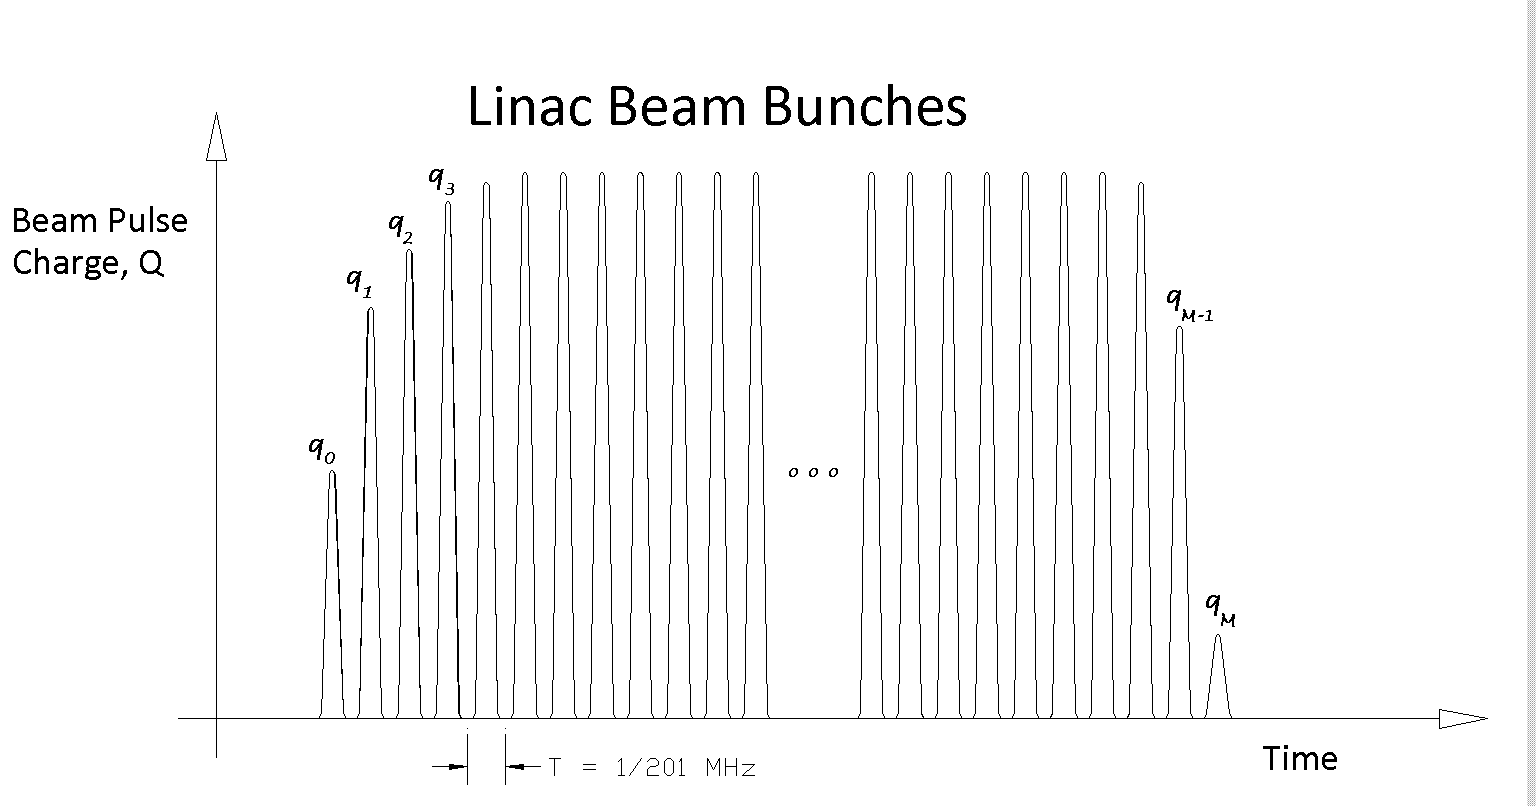 Linac Beam Bunches
Beam Pulse
Charge, Q
q0
q1
q2
q3
qM-1
qM
T = 1/201 MHz
Time